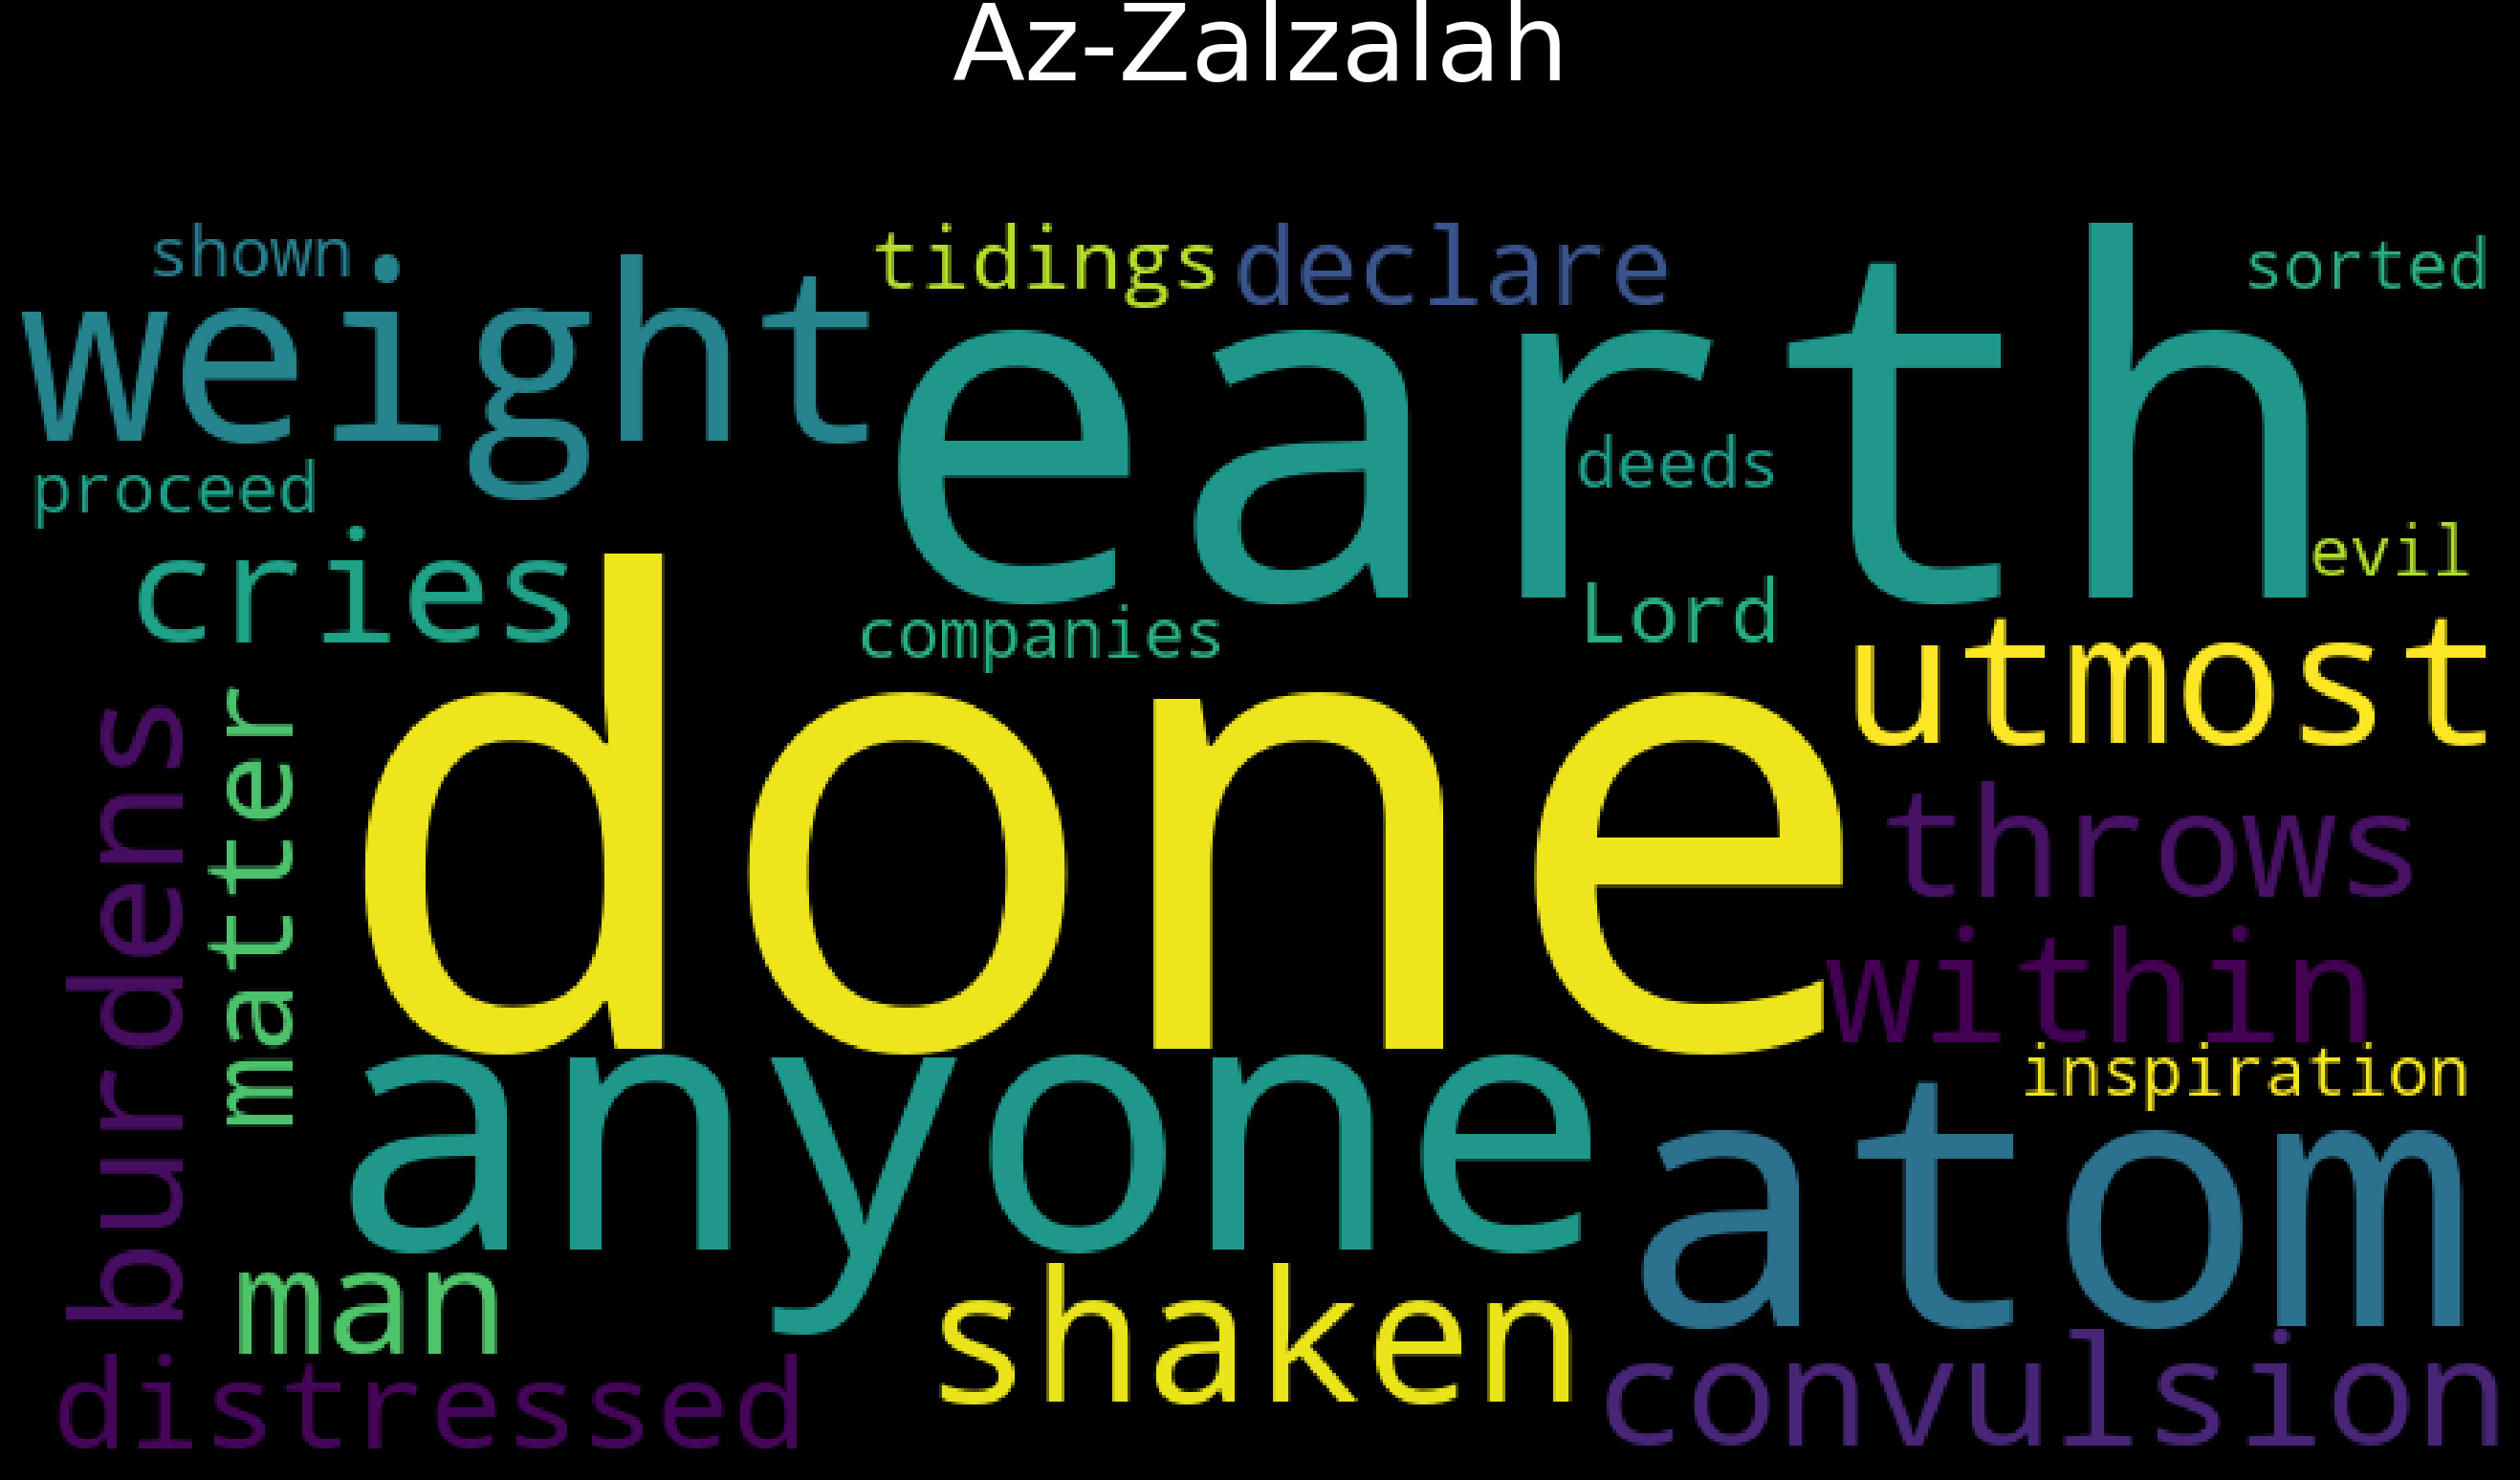 Az-Zalzalah
shown
tidings
declare
sorted
weight
earth
proceed
deeds
evil
cries
companies
Lord
utmost
burdens
matter
done
throws
within
inspiration
anyone
atom
man
shaken
distressed
convulsion